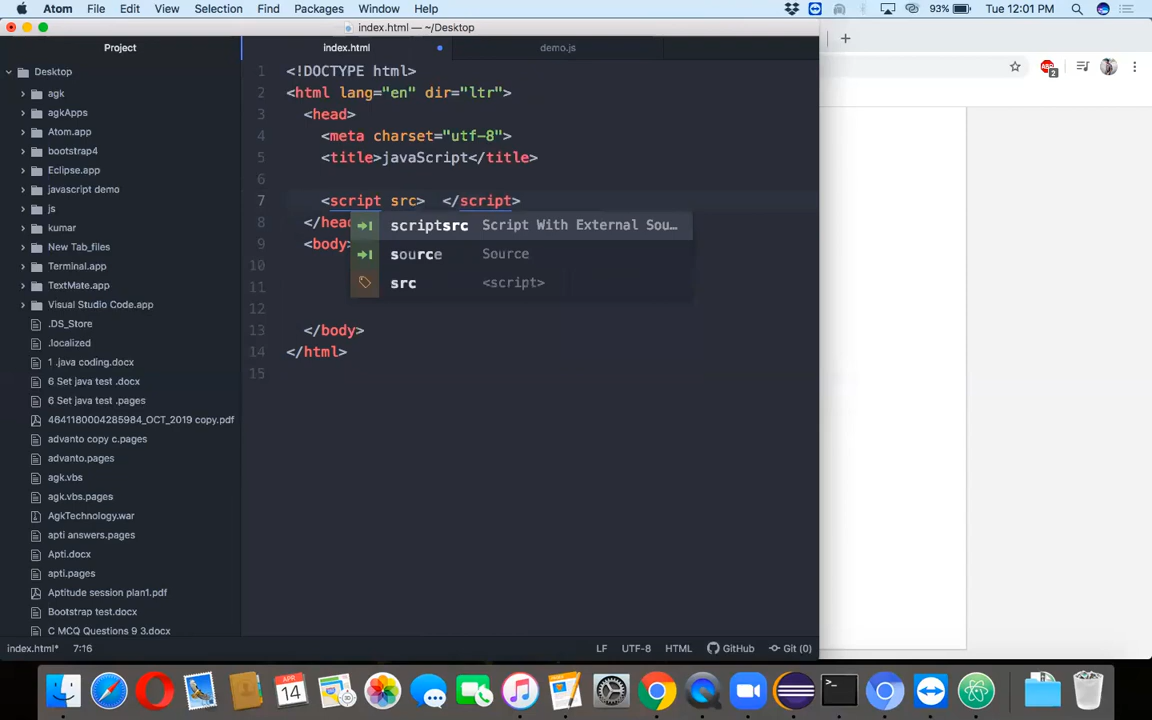 Atom File Edit View Selection Find Packages Window Help
93% Tue 12:01 PM
index.html — ~/Desktop
Project
index.html
demo.js
ABP
2
Desktop
agk
agkApps
Atom.app
bootstrap4
Eclipse.app
javascript demo
js
kumar
New Tab_files
Terminal.app
TextMate.app
Visual Studio Code.app
.DS_Store
.localized
1 .java coding.docx
6 Set java test .docx
6 Set java test .pages
4641180004285984_OCT_2019 copy.pdf
advanto copy c.pages
advanto.pages
agk.vbs
agk.vbs.pages
AgkTechnology.war
apti answers.pages
Apti.docx
apti.pages
Aptitude session plan1.pdf
Bootstrap test.docx
C MCQ Questions 9 3.docx
1 <!DOCTYPE html>
2 <html lang="en" dir="ltr">
3 <head>
4 <meta charset="utf-8">
5 <title>javaScript</title>
6
7 <script src> </script>
8 </head
9 <body
10
11
12
13 </body>
14 </html>
15
scriptsrc Script With External Sou…
source Source
src <script>
index.html* 7:16
LF UTF-8 HTML GitHub Git (0)
APR
14